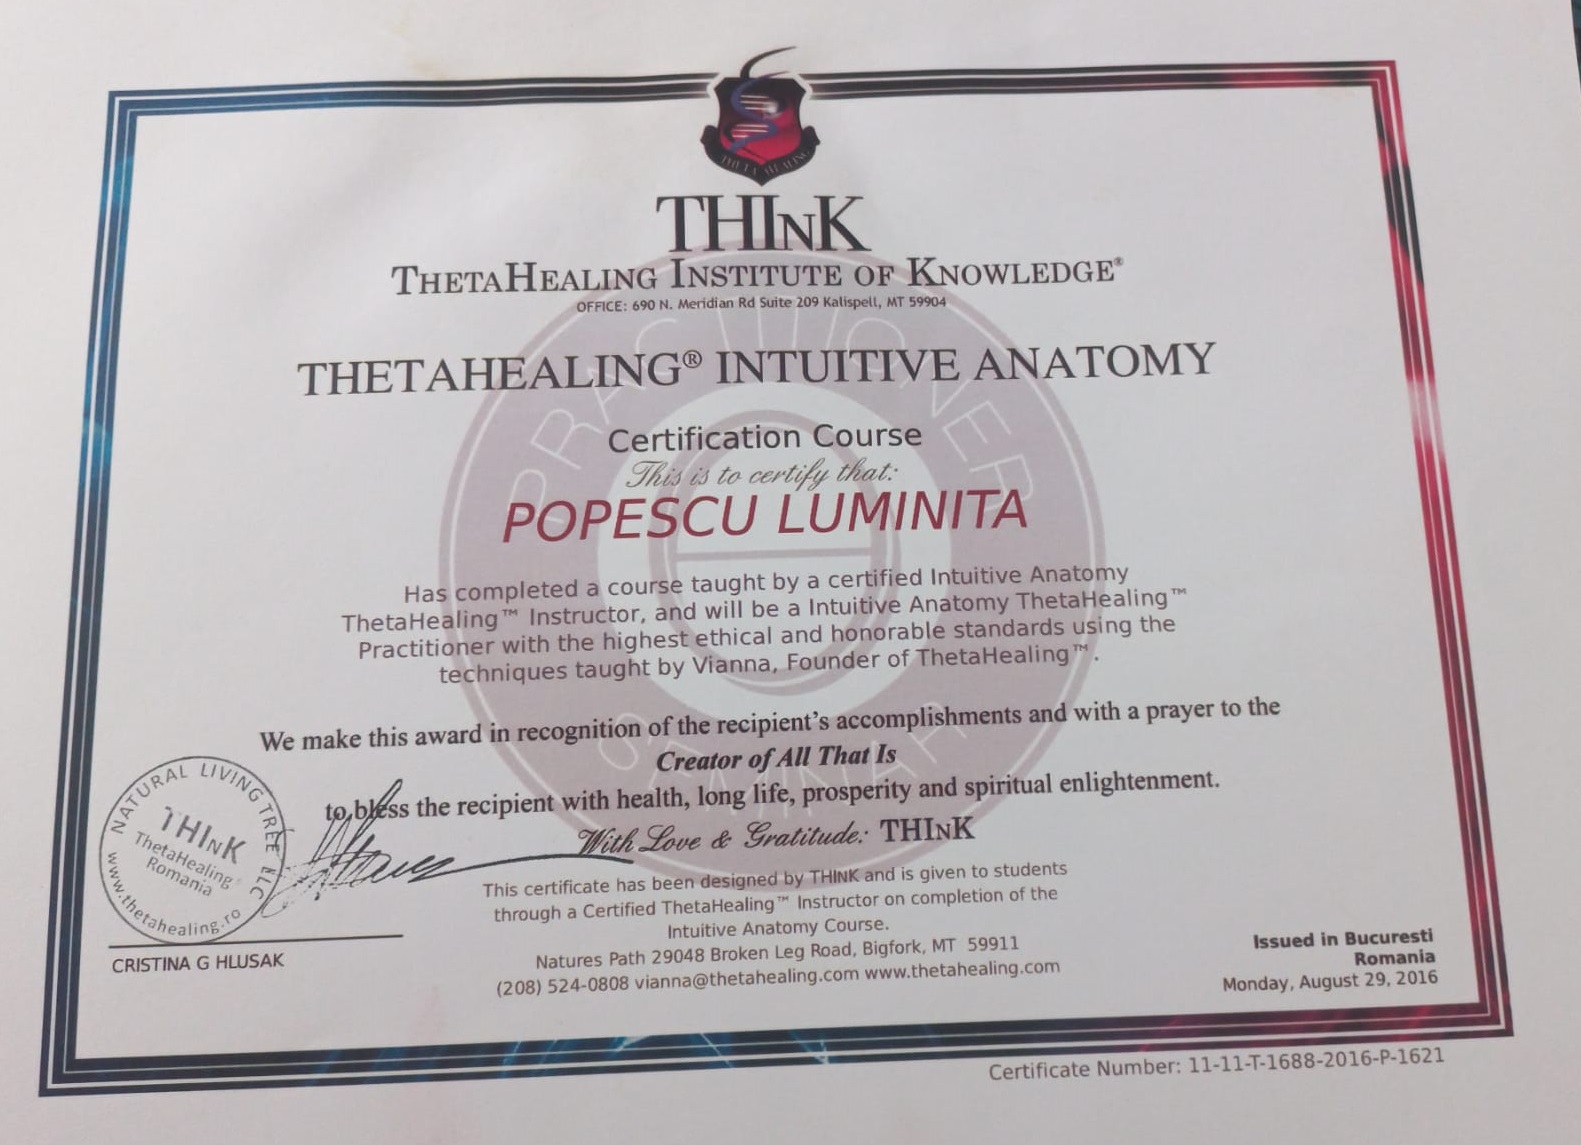 THETA HEALING
THINK
THETAHEALING INSTITUTE OF KNOWLEDGE®
OFFICE: 690 N. Meridian Rd Suite 209 Kalispell, MT 59904
THETAHEALING® INTUITIVE ANATOMY
Certification Course
This is to certify that:
POPESCU LUMINITA
Has completed a course taught by a certified Intuitive Anatomy
ThetaHealing™ Instructor, and will be a Intuitive Anatomy ThetaHealing™
Practitioner with the highest ethical and honorable standards using the
techniques taught by Vianna, Founder of ThetaHealing™.
PRACTITIONER
We make this award in recognition of the recipient's accomplishments and with a prayer to the
Creator of All That Is
to bless the recipient with health, long life, prosperity and spiritual enlightenment.
With Love & Gratitude: THINK
NATURAL LIVING TREE LLC
THINK
ThetaHealing®
Romania
www.thetahealing.ro
CRISTINA G HLUSAK
This certificate has been designed by THINK and is given to students
through a Certified ThetaHealing™ Instructor on completion of the
Intuitive Anatomy Course.
Natures Path 29048 Broken Leg Road, Bigfork, MT 59911
(208) 524-0808 vianna@thetahealing.com www.thetahealing.com
Issued in Bucuresti
Romania
Monday, August 29, 2016
Certificate Number: 11-11-T-1688-2016-P-1621